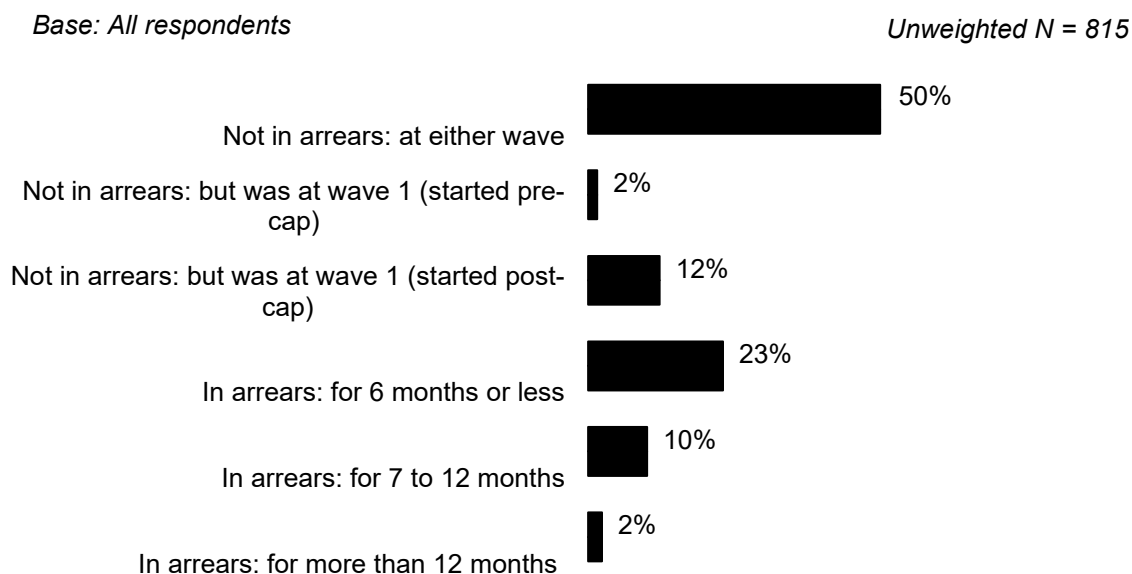 Base: All respondents
Unweighted N = 815
50%
Not in arrears: at either wave
Not in arrears: but was at wave 1 (started pre-
cap)
2%
Not in arrears: but was at wave 1 (started post-
cap)
12%
23%
In arrears: for 6 months or less
10%
In arrears: for 7 to 12 months
2%
In arrears: for more than 12 months